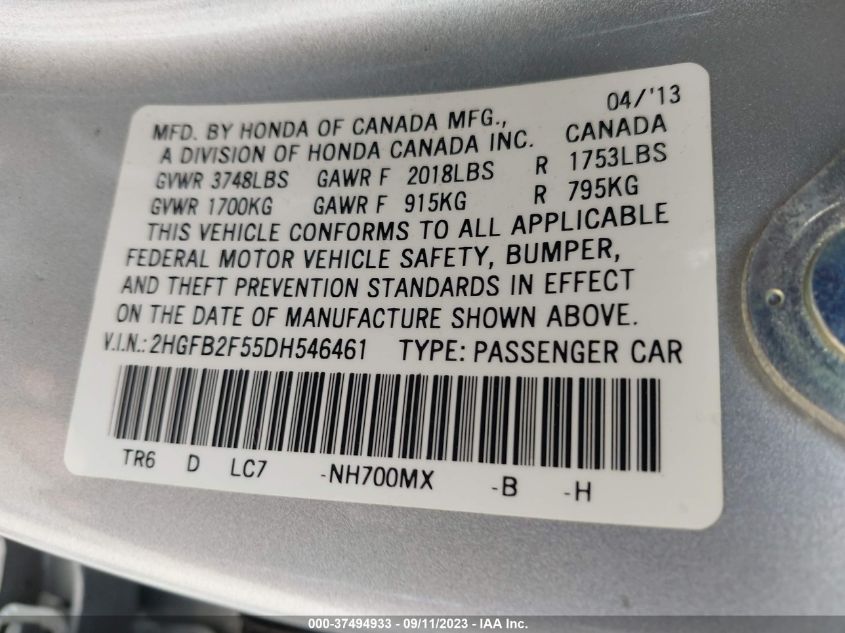 04/'13
MFD. BY HONDA OF CANADA MFG.,
A DIVISION OF HONDA CANADA INC. CANADA
GVWR 3748LBS GAWR F 2018LBS R 1753LBS
GVWR 1700KG GAWR F 915KG R 795KG
THIS VEHICLE CONFORMS TO ALL APPLICABLE
FEDERAL MOTOR VEHICLE SAFETY, BUMPER,
AND THEFT PREVENTION STANDARDS IN EFFECT
ON THE DATE OF MANUFACTURE SHOWN ABOVE.
V.I.N.: 2HGFB2F55DH546461 TYPE: PASSENGER CAR
TR6 D LC7 -NH700MX -B -H
000-37494933 - 09/11/2023 - IAA Inc.